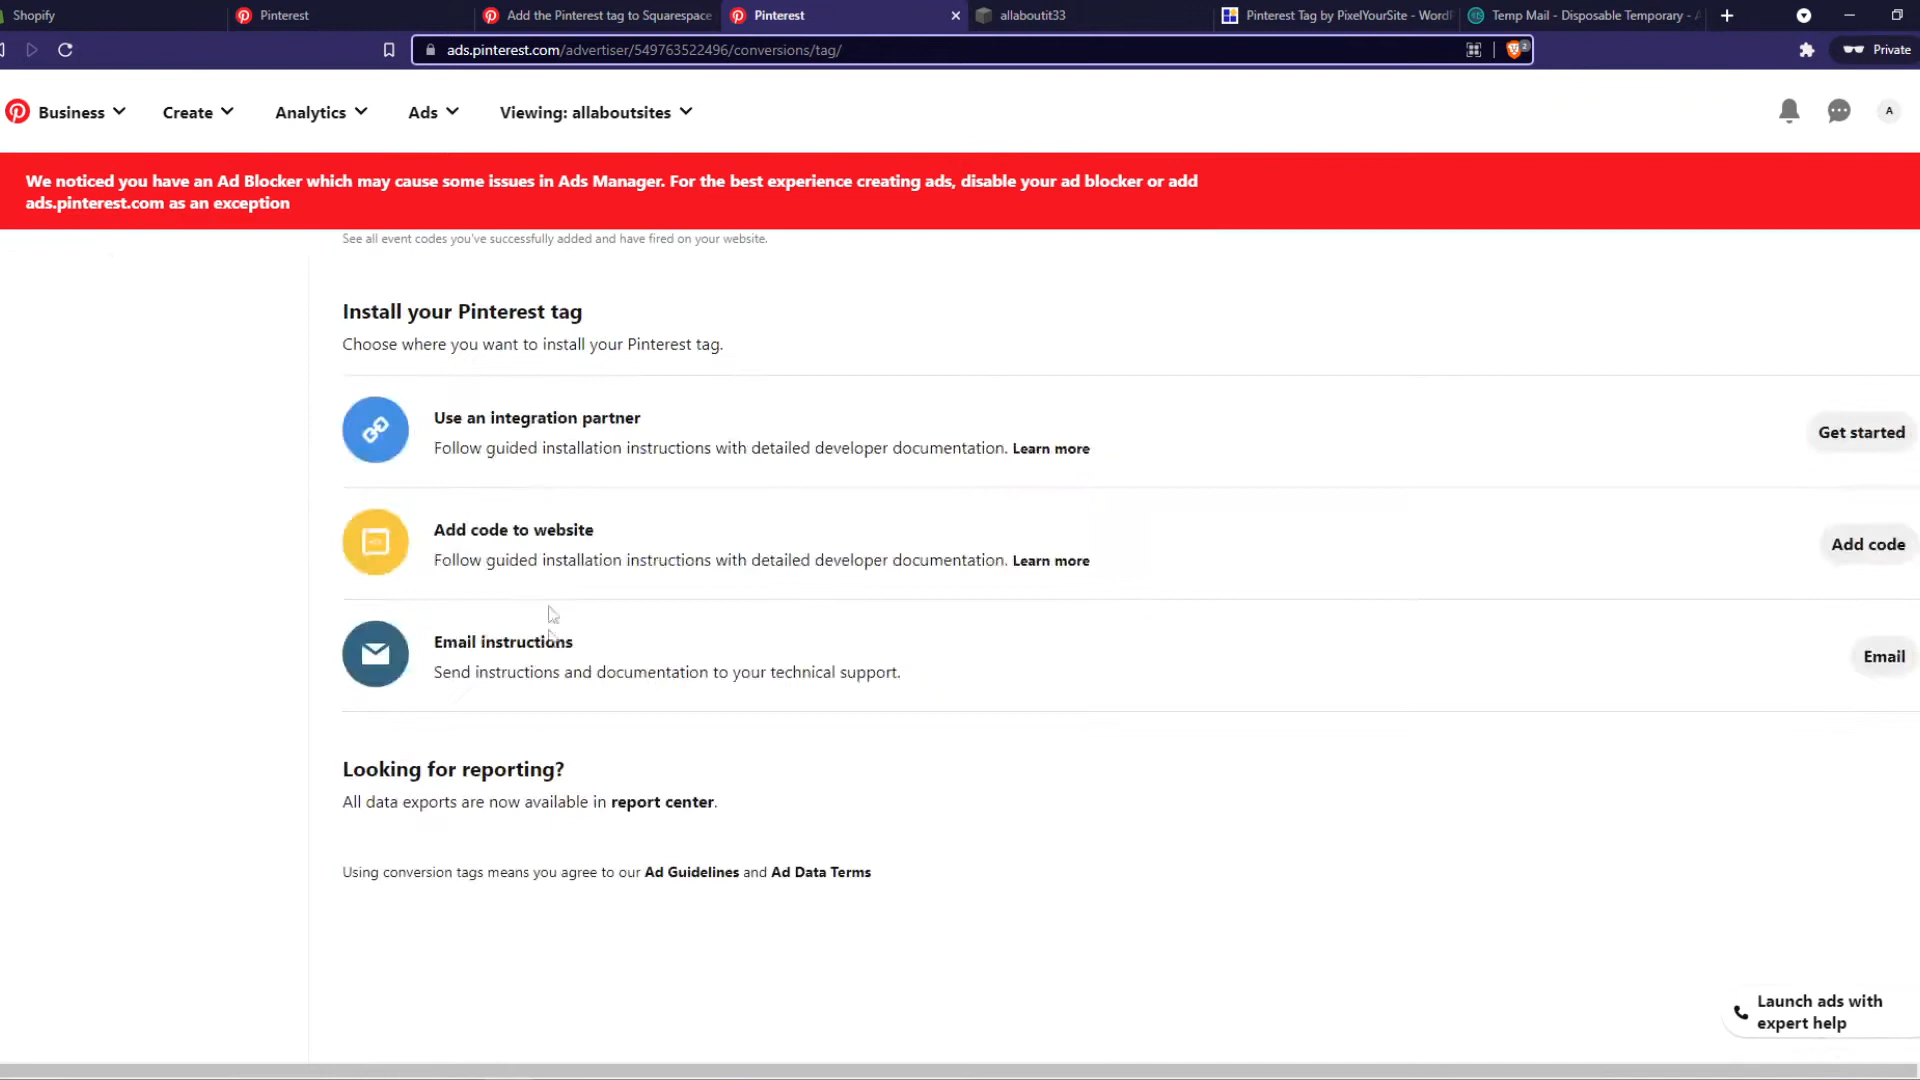 Shopify
Pinterest
Add the Pinterest tag to Squarespace
Pinterest
allaboutit33
Pinterest Tag by PixelYourSite - Word
Temp Mail - Disposable Temporary -
ads.pinterest.com/advertiser/549763522496/conversions/tag/
2
Private
Business
Create
Analytics
Ads
Viewing: allaboutsites
A
We noticed you have an Ad Blocker which may cause some issues in Ads Manager. For the best experience creating ads, disable your ad blocker or add
ads.pinterest.com as an exception
See all event codes you've successfully added and have fired on your website.
Install your Pinterest tag
Choose where you want to install your Pinterest tag.
Use an integration partner
Follow guided installation instructions with detailed developer documentation. Learn more
Get started
Add code to website
Follow guided installation instructions with detailed developer documentation. Learn more
Add code
Email instructions
Send instructions and documentation to your technical support.
Email
Looking for reporting?
All data exports are now available in report center.
Using conversion tags means you agree to our Ad Guidelines and Ad Data Terms
Launch ads with
expert help